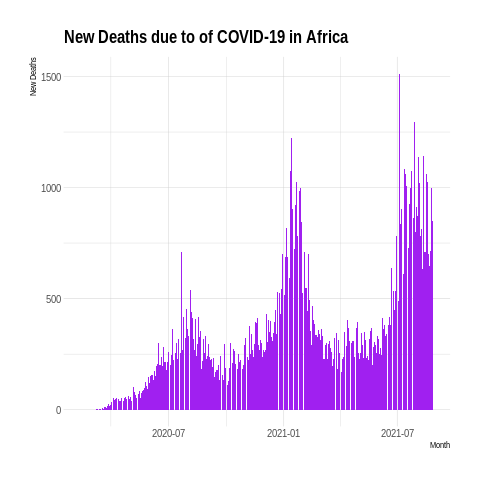 New Deaths due to of COVID-19 in Africa
New Deaths
1500
1000
500
0
2020-07
2021-01
2021-07
Month